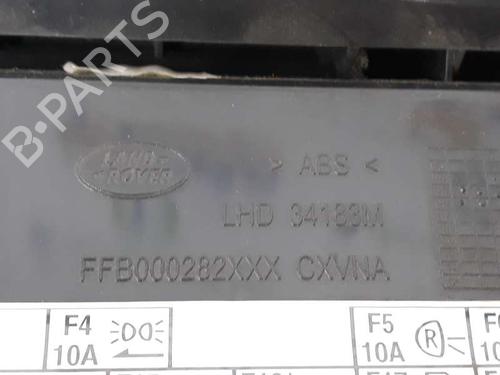 B-PARTS
LAND-
-ROVER
> ABS <
LHD 34183M
FFB000282XXX CXVNA
F4
10A
F5
10A
R